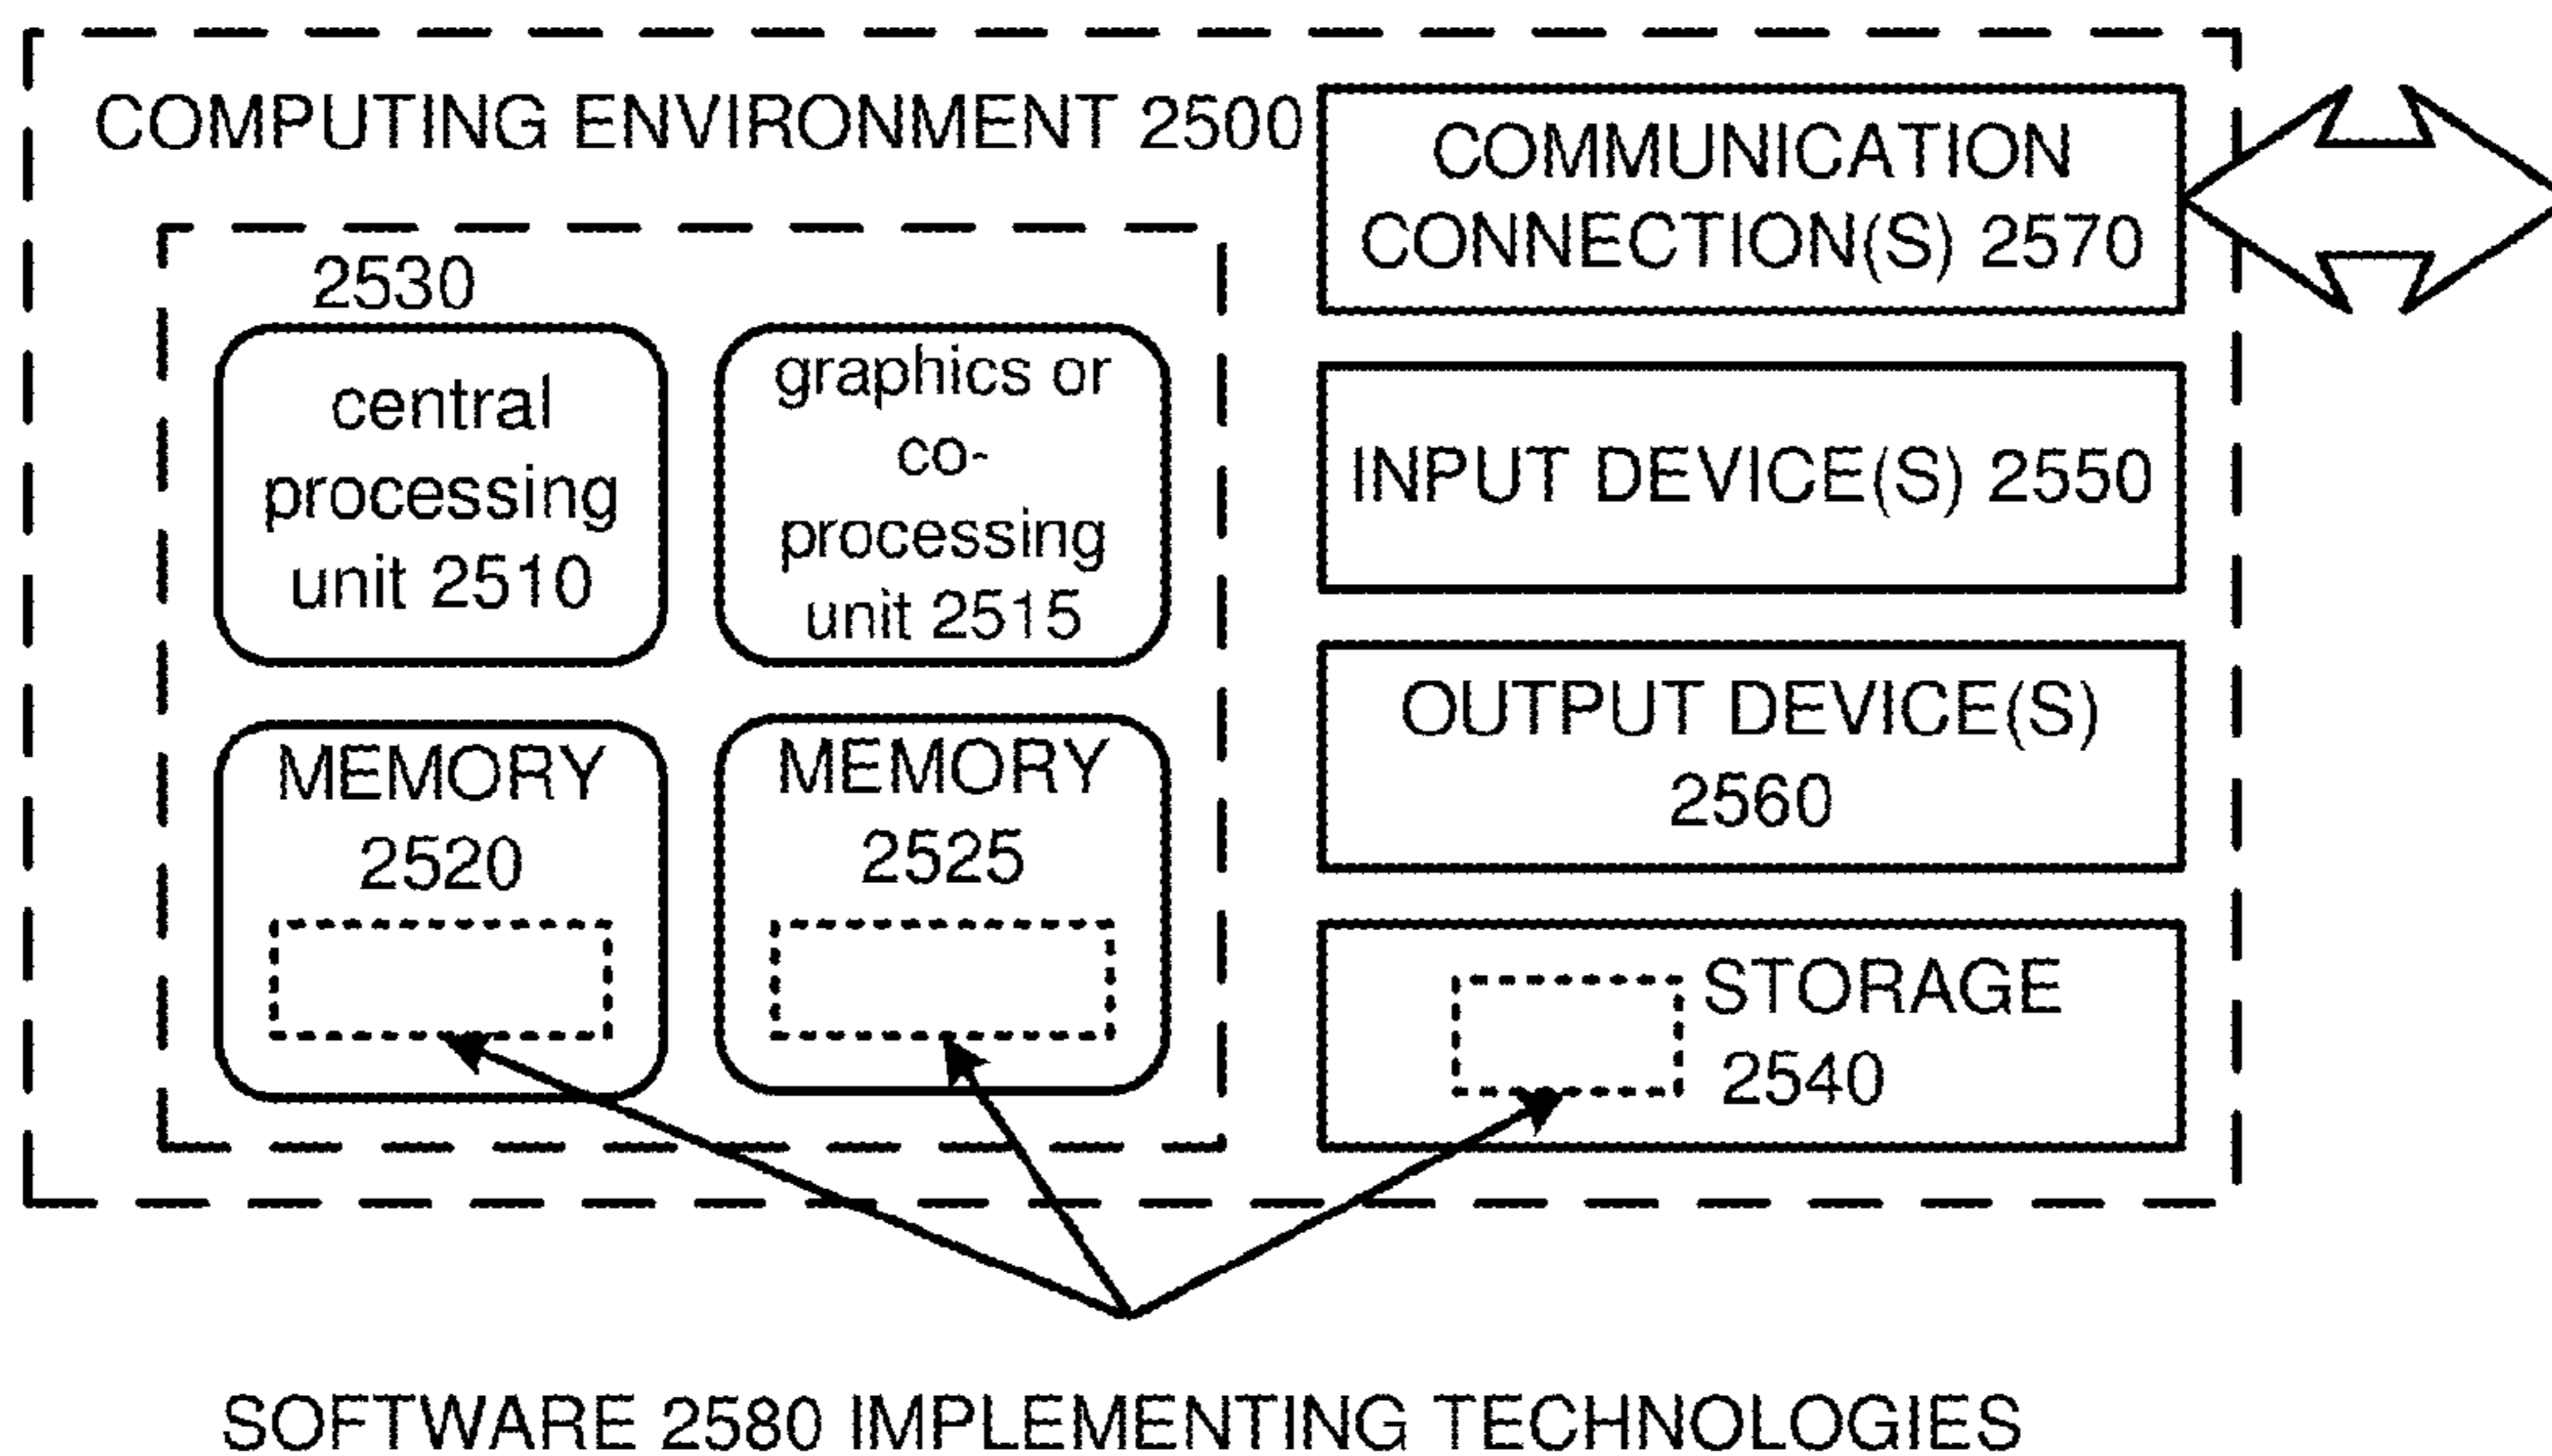 COMPUTING ENVIRONMENT 2500
COMMUNICATION
CONNECTION(S) 2570
2530
central
processing
unit 2510
graphics or
co-
processing
unit 2515
INPUT DEVICE(S) 2550
MEMORY
2520
MEMORY
2525
OUTPUT DEVICE(S)
2560
STORAGE
2540
SOFTWARE 2580 IMPLEMENTING TECHNOLOGIES